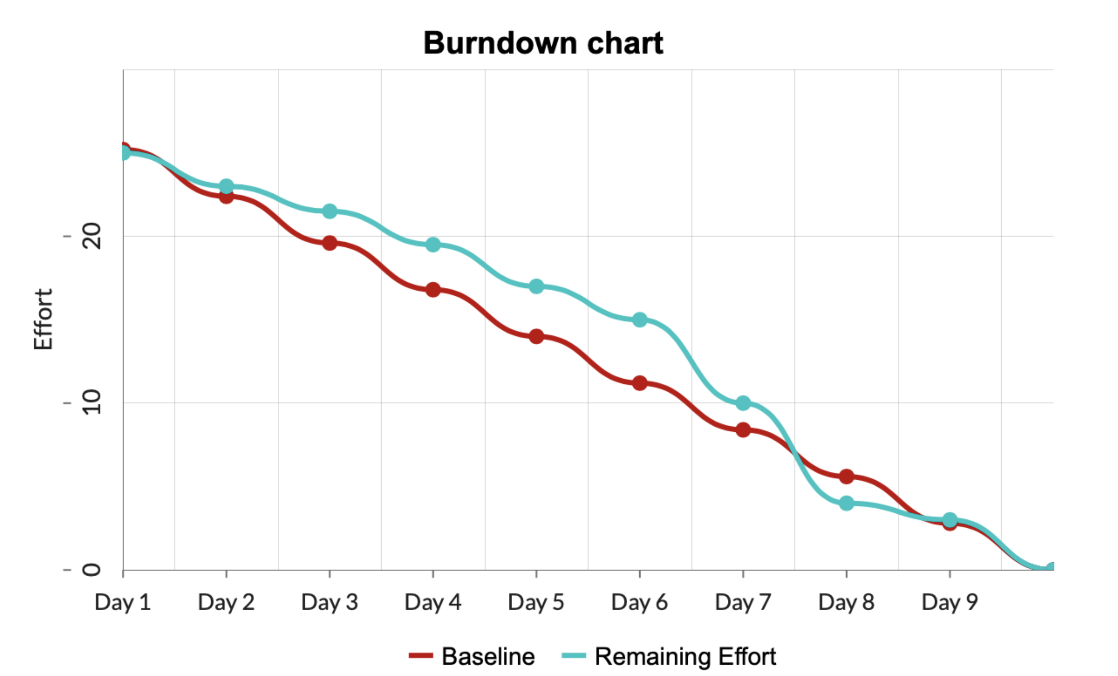 Burndown chart
Effort
20
10
0
Day 1 Day 2 Day 3 Day 4 Day 5 Day 6 Day 7 Day 8 Day 9
Baseline Remaining Effort